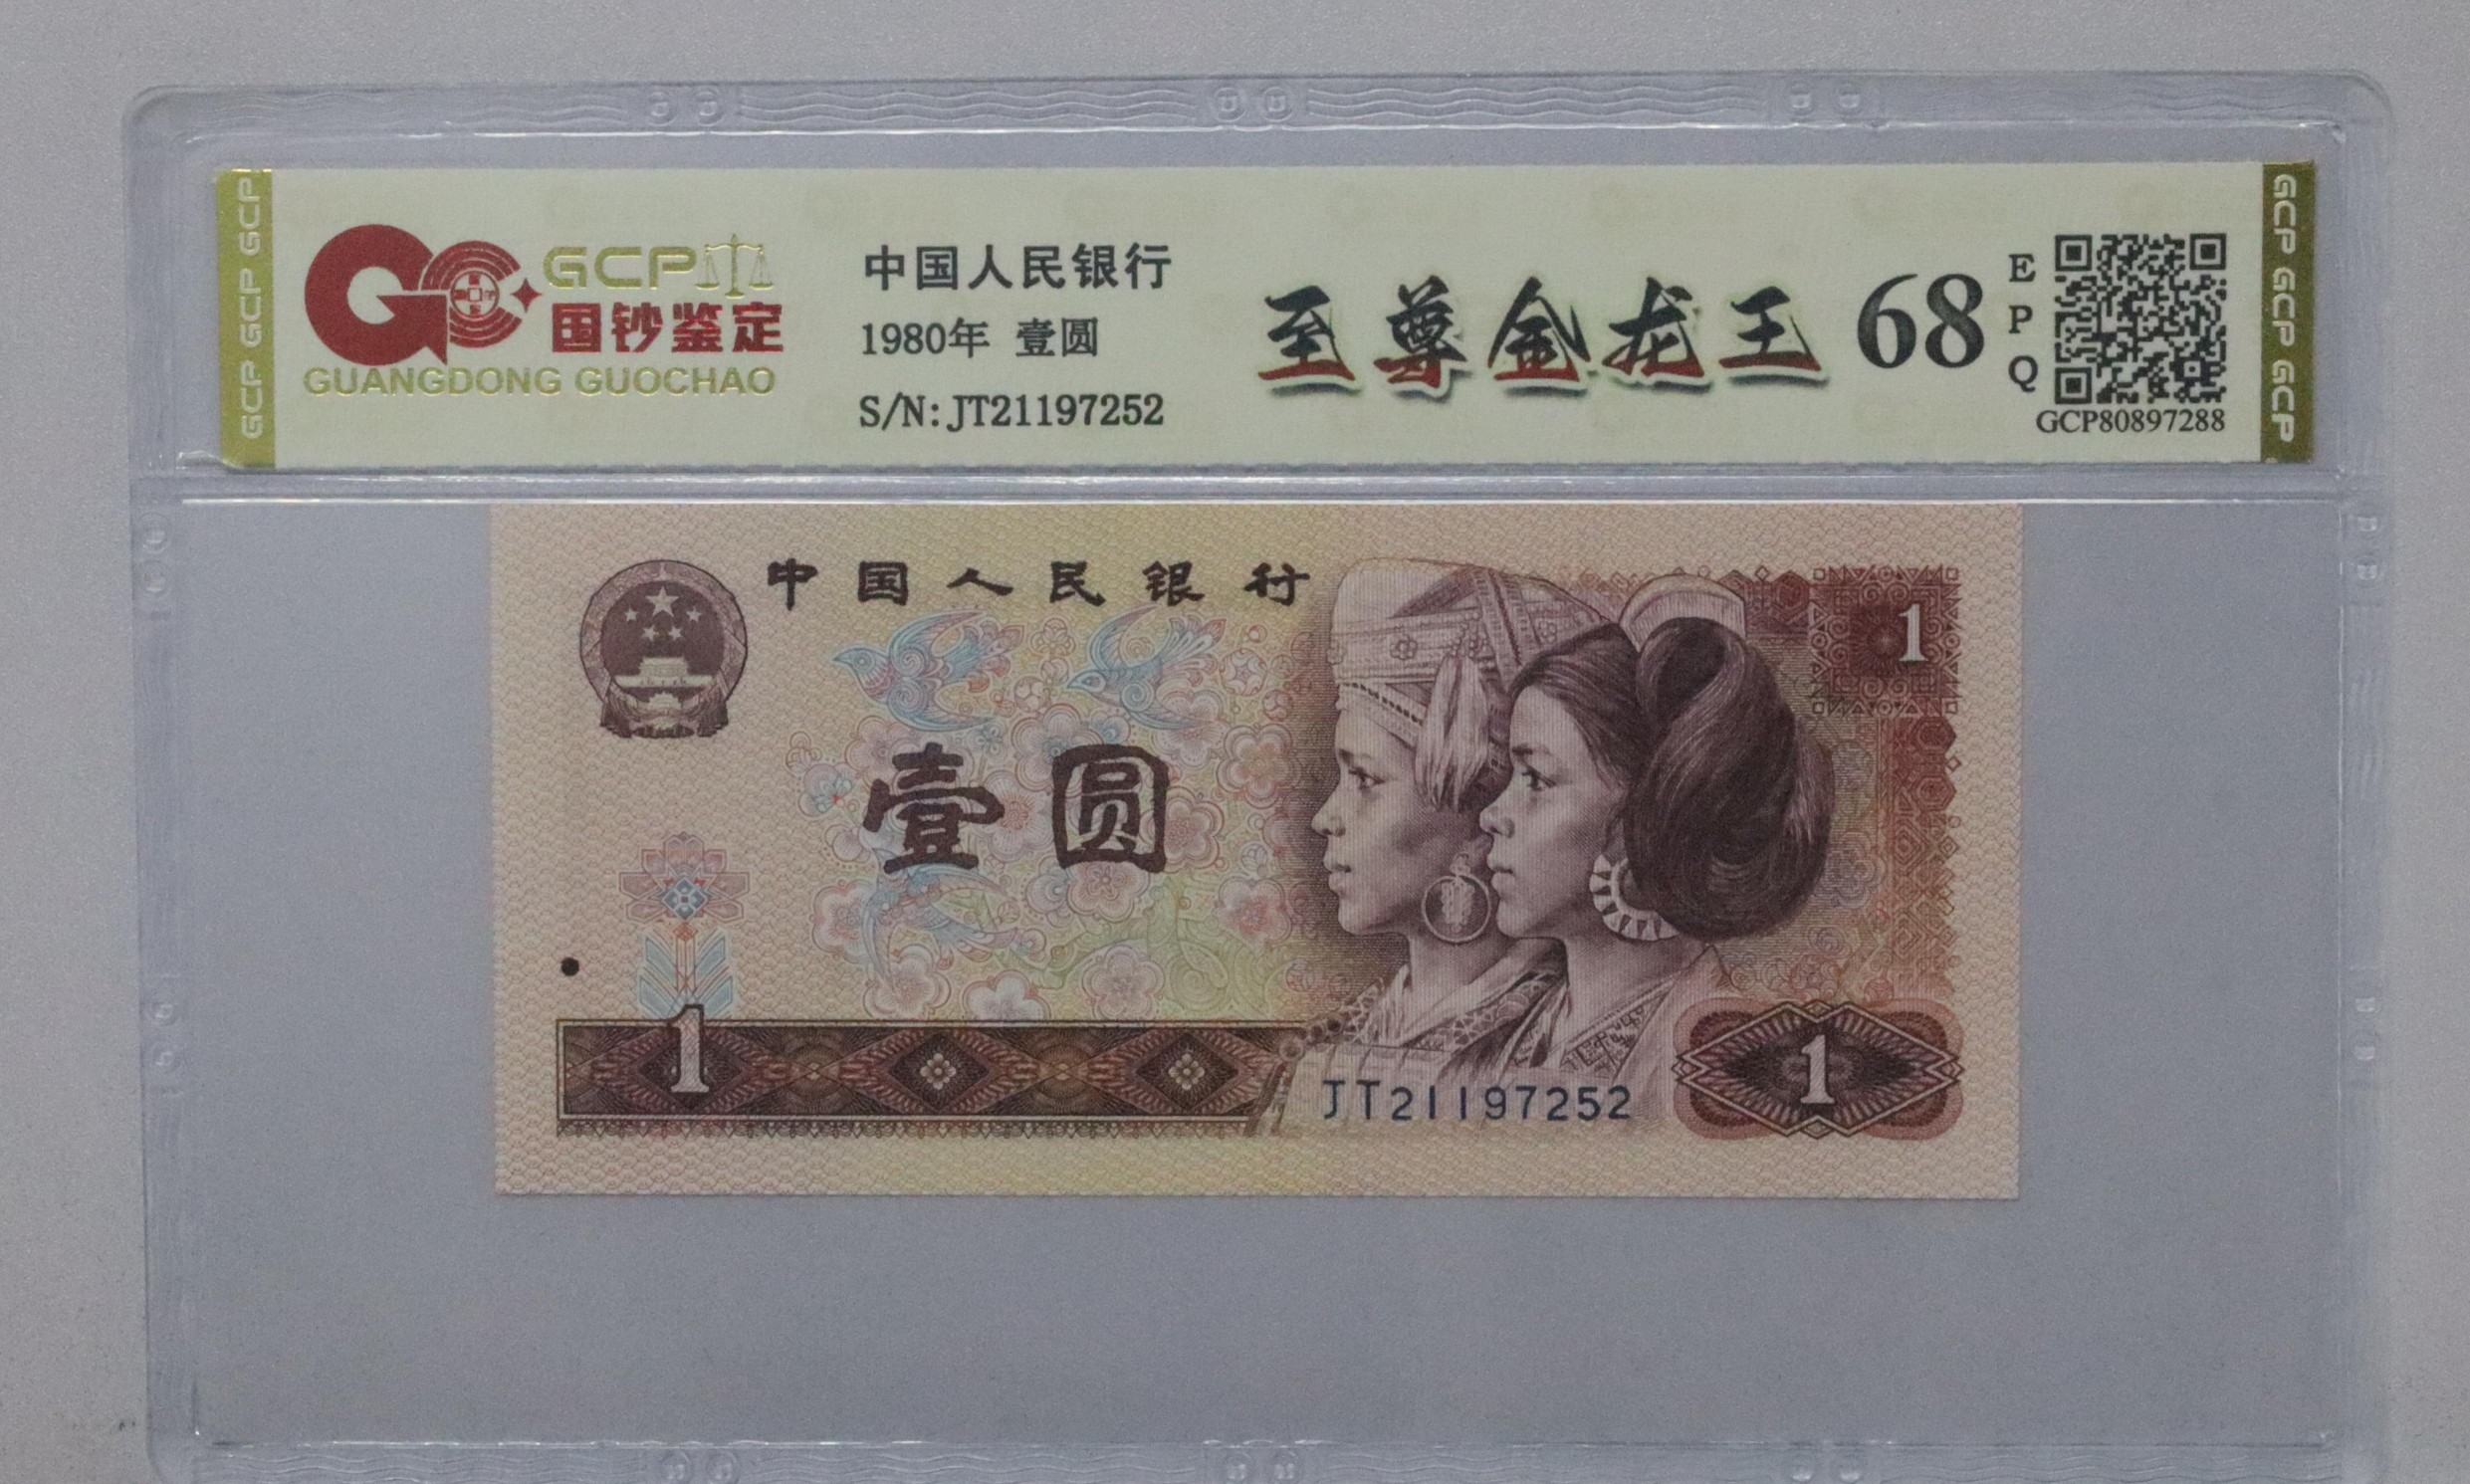 GCP GCP GCP
GCP
国钞鉴定
GUANGDONG GUOCHAO
中国人民银行
1980年 壹圆
S/N:JT21197252
至尊金龙王
68
E
P
Q
GCP80897288
GCP GCP GCP
中国人民银行
1
壹圆
1
JT21197252
1